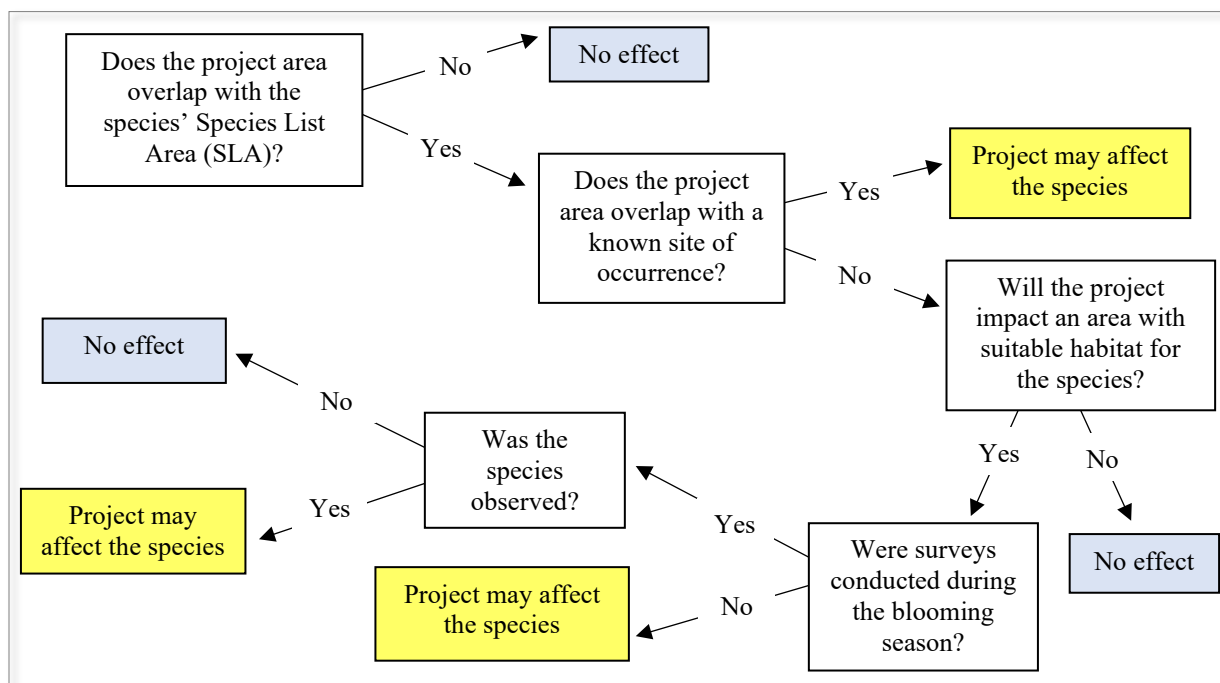 Does the project area
overlap with the
species’ Species List
Area (SLA)?
No
No effect
Yes
Does the project
area overlap with a
known site of
occurrence?
Yes
Project may affect
the species
No
Will the project
impact an area with
suitable habitat for
the species?
Yes
No
No effect
Were surveys
conducted during
the blooming
season?
Yes
No
Project may affect
the species
Was the
species
observed?
No
No effect
Yes
Project may
affect the species